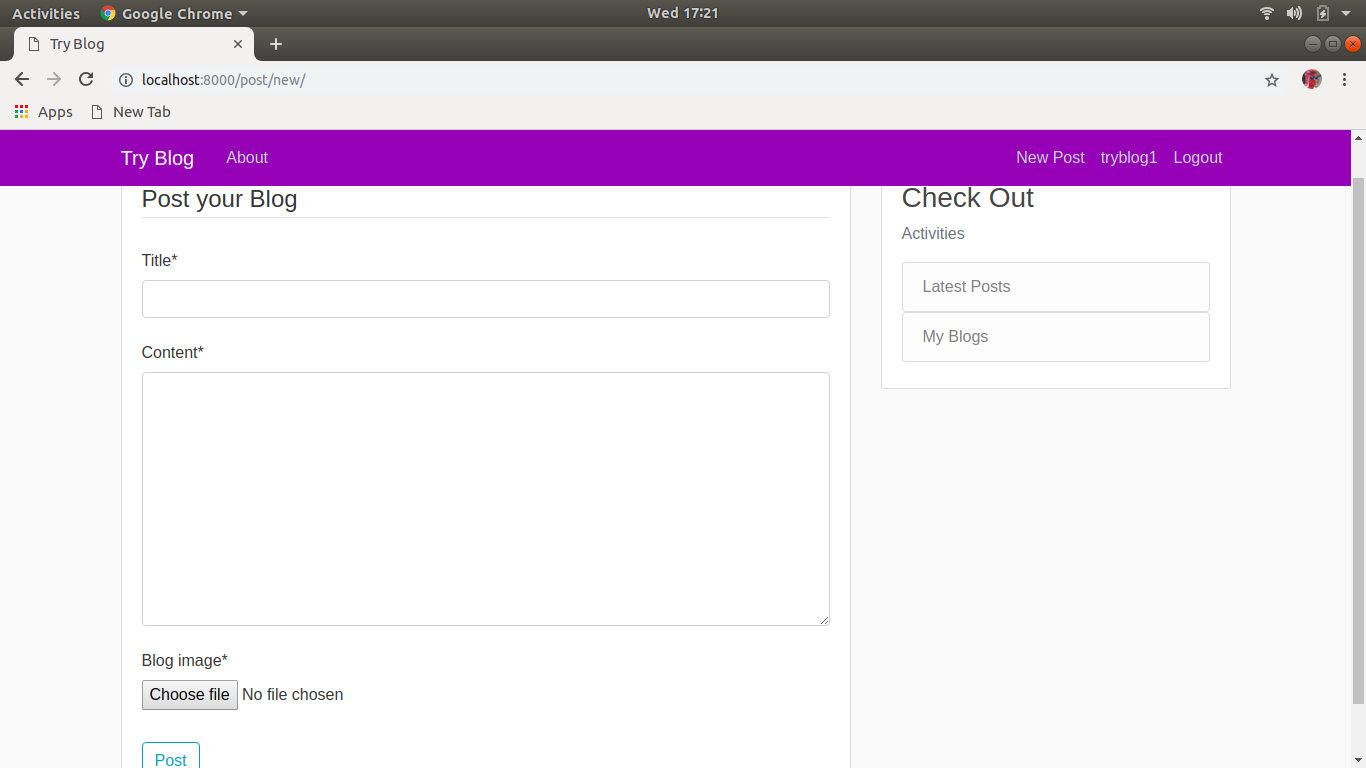 Activities Google Chrome Wed 17:21
Try Blog
localhost:8000/post/new/
Apps New Tab
Try Blog About New Post tryblog1 Logout
Post your Blog
Title*
Content*
Blog image*
Choose file No file chosen
Post
Check Out
Activities
Latest Posts
My Blogs